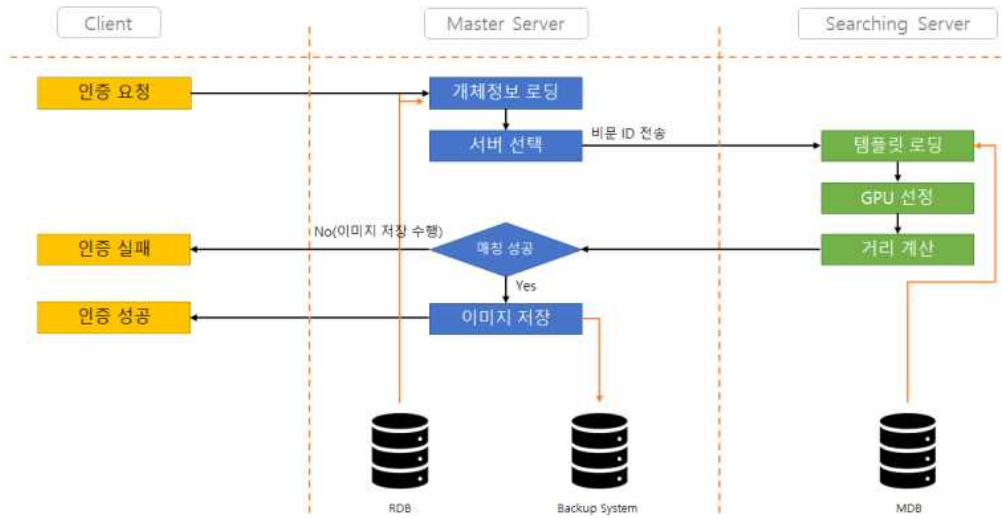 Client
Master Server
Searching Server
인증 요청
개체정보 로딩
서버 선택
비문 ID 전송
템플릿 로딩
GPU 선정
No(이미지 저장 수행)
인증 실패
매칭 성공
거리 계산
Yes
인증 성공
이미지 저장
RDB
Backup System
MDB